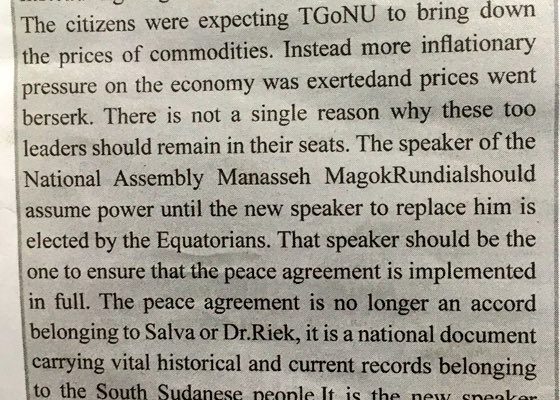 The citizens were expecting TGoNU to bring down
the prices of commodities. Instead more inflationary
pressure on the economy was exertedand prices went
berserk. There is not a single reason why these too
leaders should remain in their seats. The speaker of the
National Assembly Manasseh MagokRundialshould
assume power until the new speaker to replace him is
elected by the Equatorians. That speaker should be the
one to ensure that the peace agreement is implemented
in full. The peace agreement is no longer an accord
belonging to Salva or Dr.Riek, it is a national document
carrying vital historical and current records belonging
to the South Sudanese people.It is the new speaker